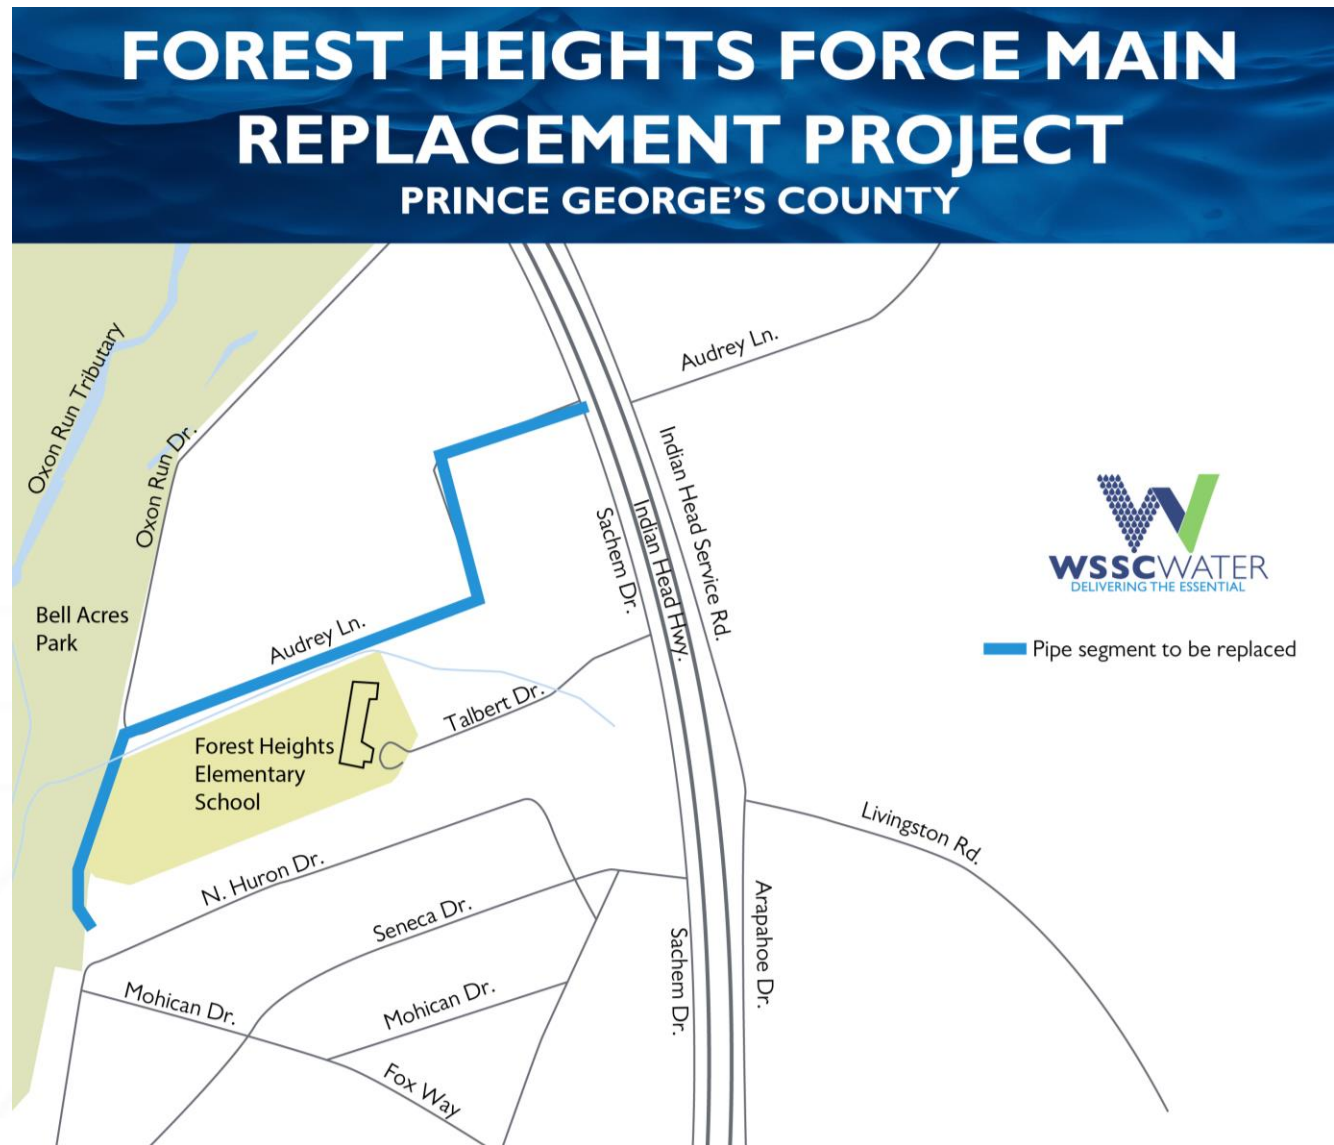 FOREST HEIGHTS FORCE MAIN
REPLACEMENT PROJECT
PRINCE GEORGE'S COUNTY
Audrey Ln.
Oxon Run Tributary
Oxon Run Dr.
Indian Head Service Rd.
Indian Head Hwy.
Sachem Dr.
WSSCWATER
DELIVERING THE ESSENTIAL
Bell Acres
Park
Audrey Ln.
Pipe segment to be replaced
Talbert Dr.
Forest Heights
Elementary
School
Livingston Rd.
N. Huron Dr.
Seneca Dr.
Arapahoe Dr.
Sachem Dr.
Mohican Dr.
Mohican Dr.
Fox Way